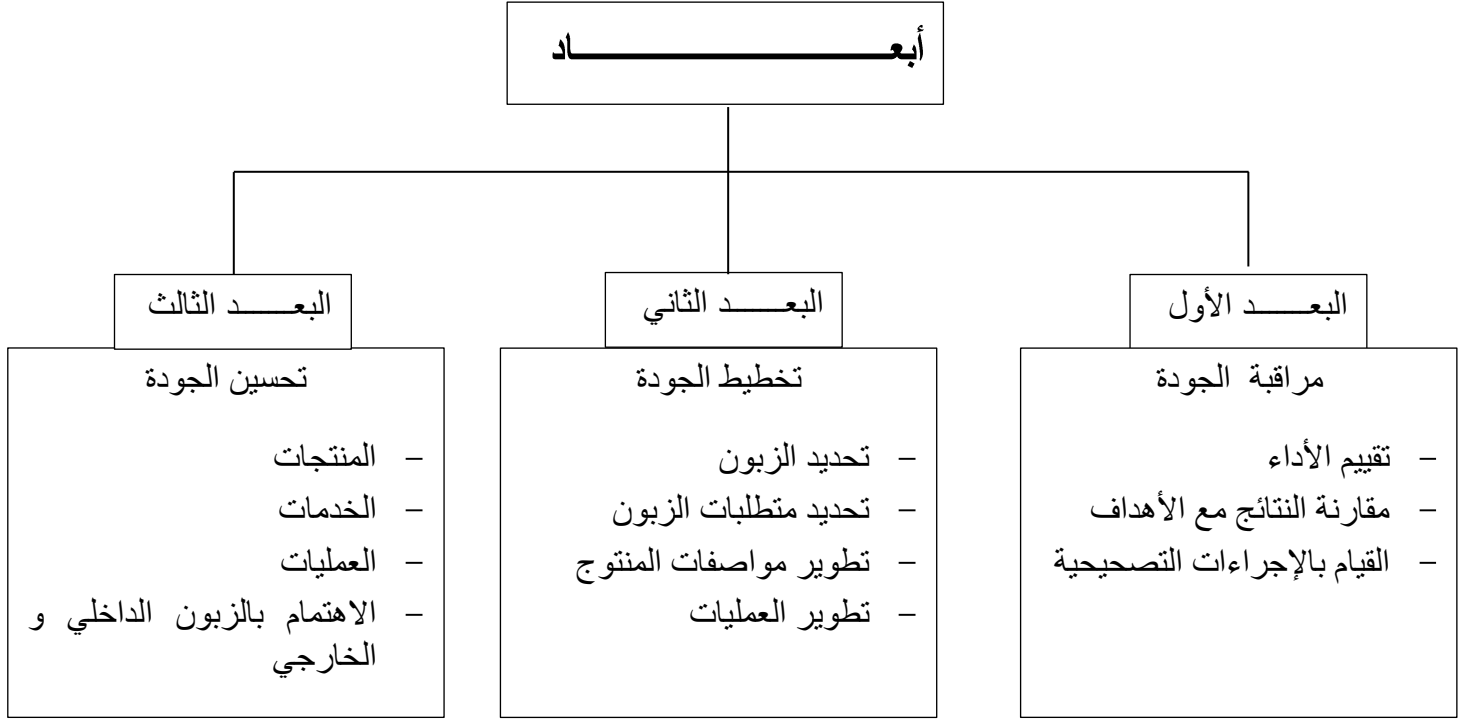 أبعــــــــــــــــــــــــــــاد
البعـــــد الأول
مراقبة الجودة
– تقييم الأداء
– مقارنة النتائج مع الأهداف
– القيام بالإجراءات التصحيحية
البعـــــد الثاني
تخطيط الجودة
– تحديد الزبون
– تحديد متطلبات الزبون
– تطوير مواصفات المنتوج
– تطوير العمليات
البعـــــد الثالث
تحسين الجودة
– المنتجات
– الخدمات
– العمليات
– الاهتمام بالزبون الداخلي و
الخارجي